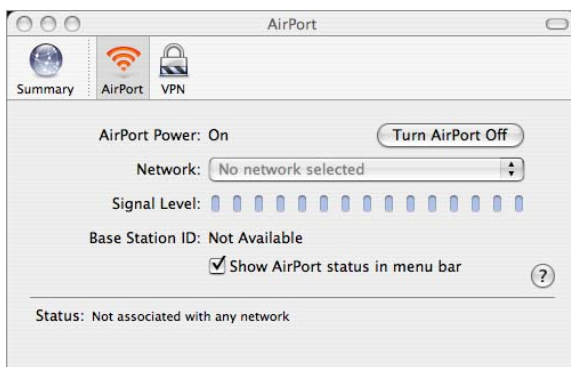 AirPort
Summary AirPort VPN
AirPort Power: On Turn AirPort Off
Network: No network selected
Signal Level:
Base Station ID: Not Available
Show AirPort status in menu bar
?
Status: Not associated with any network